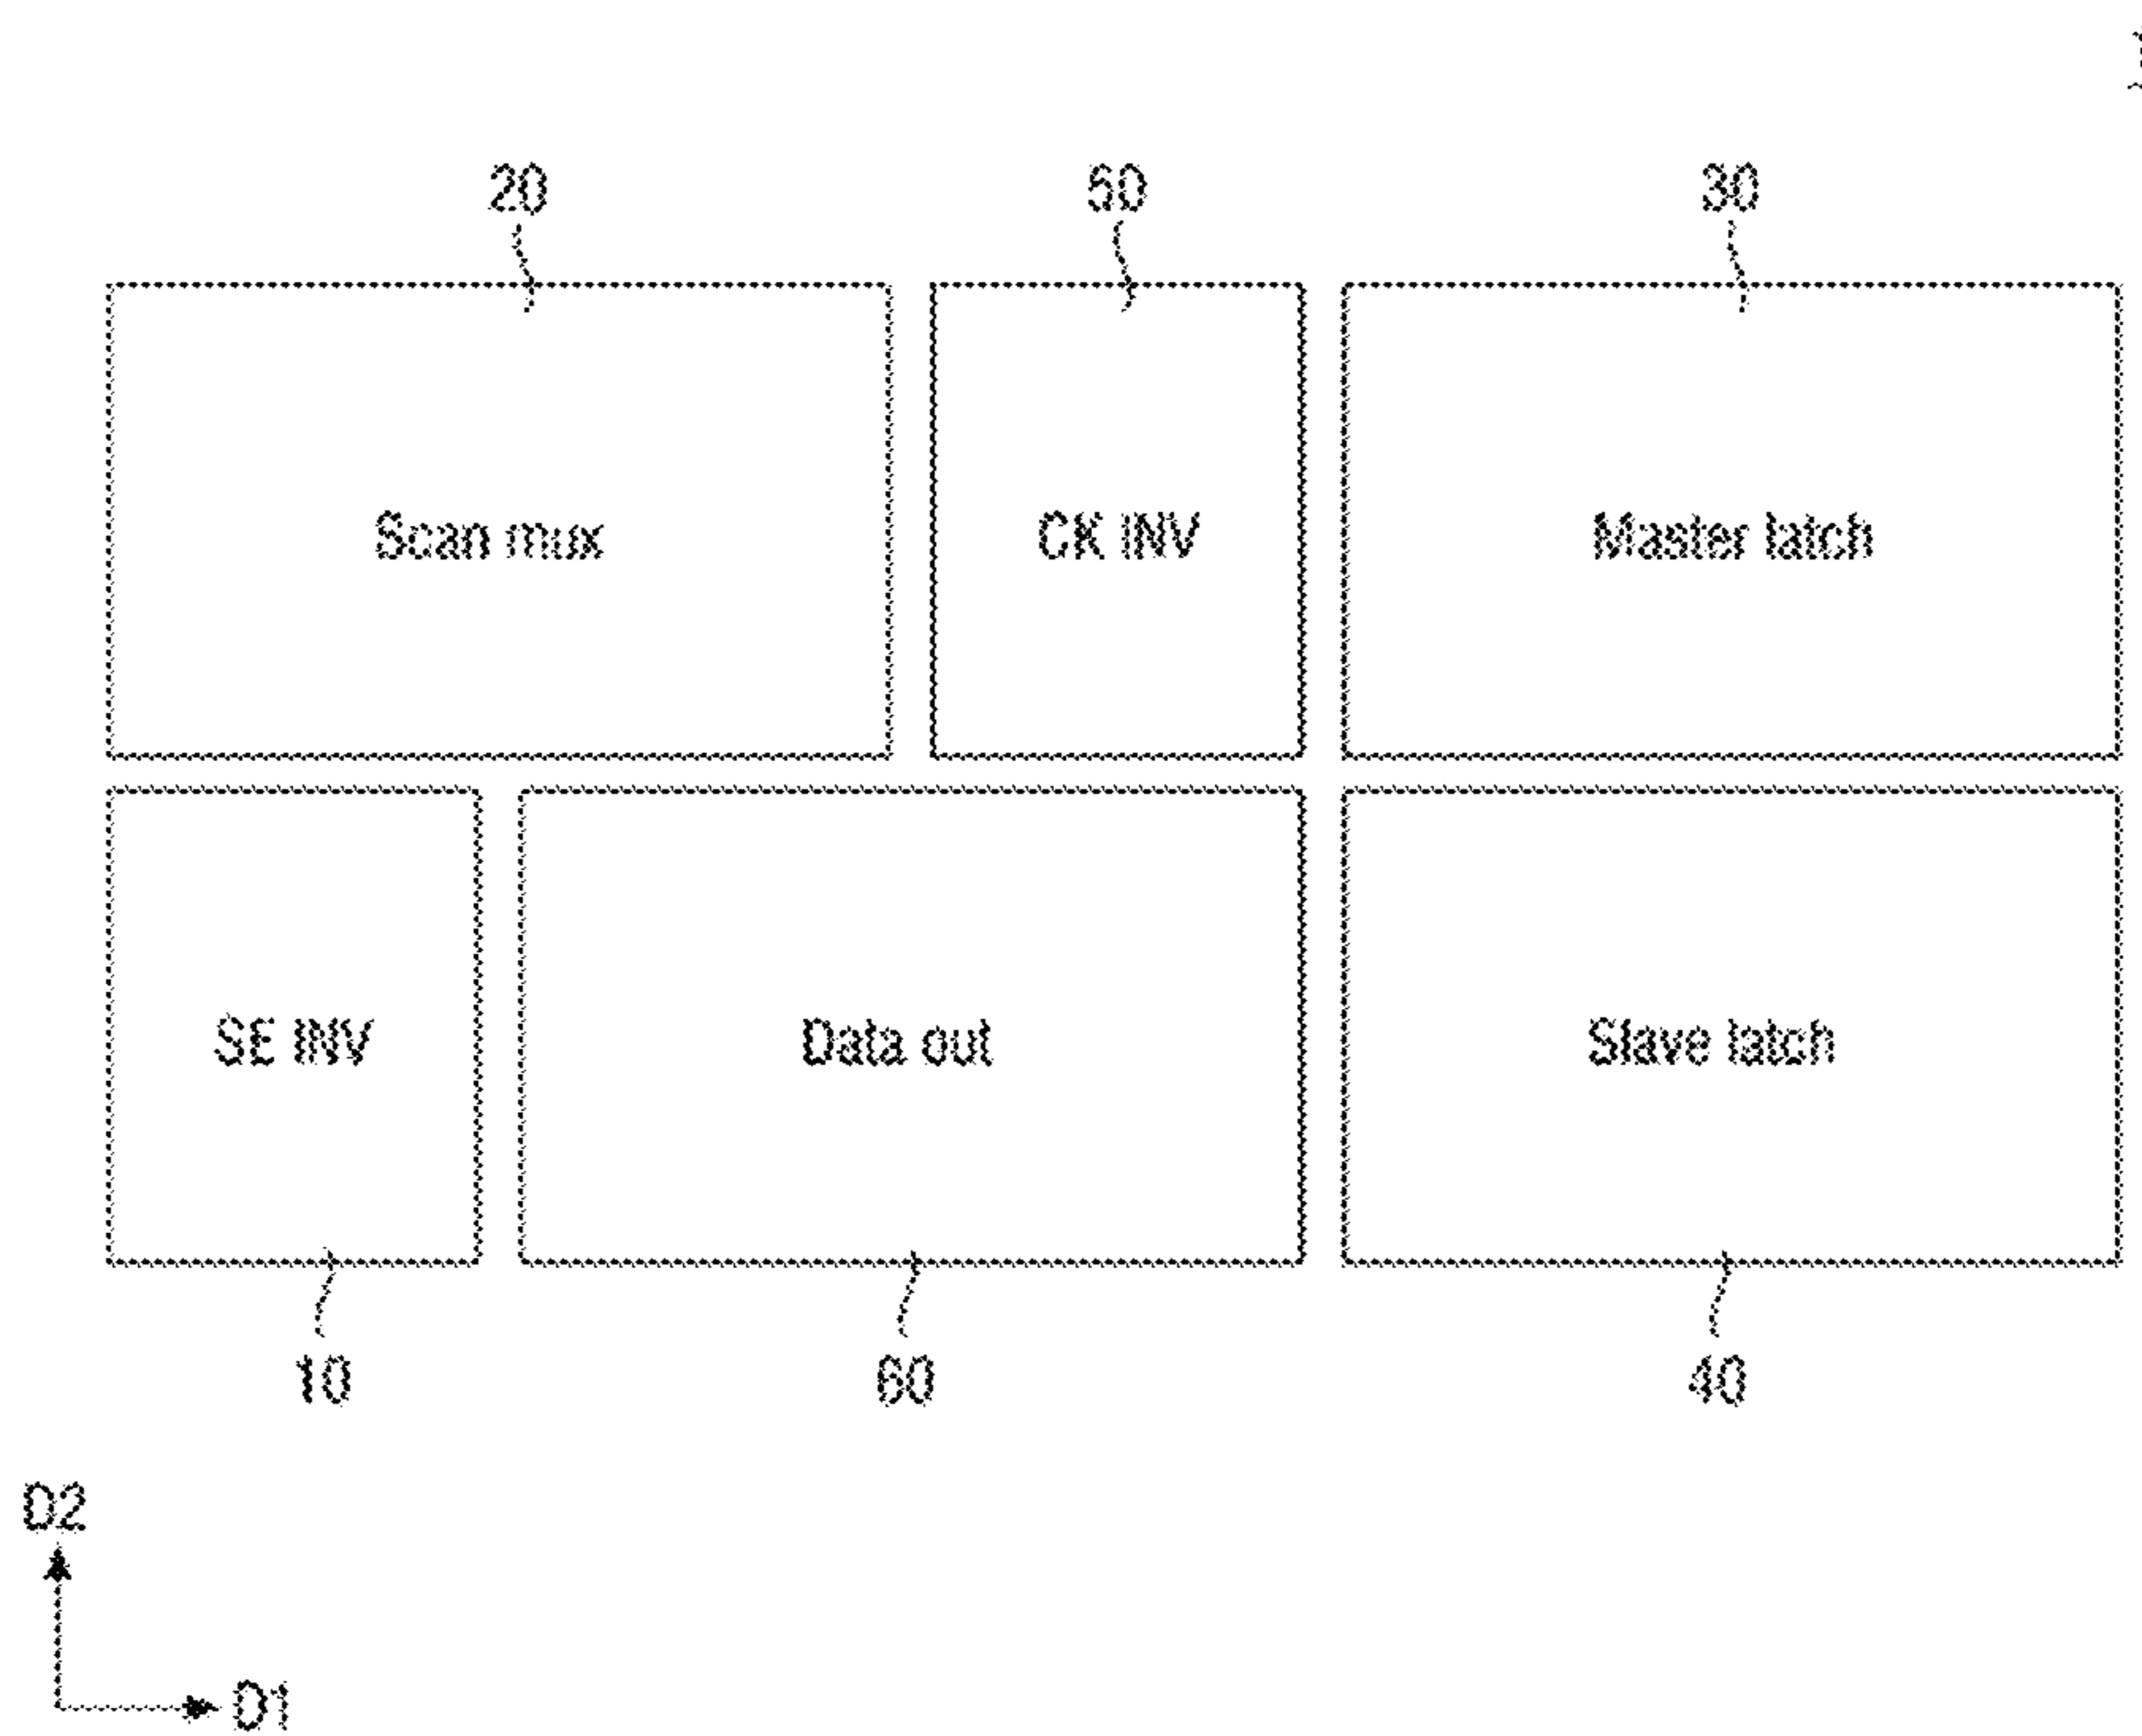 1
20 50 30
Scan mux CK INV Master latch
SE INV Data out Slave latch
10 60 40
D2
D1